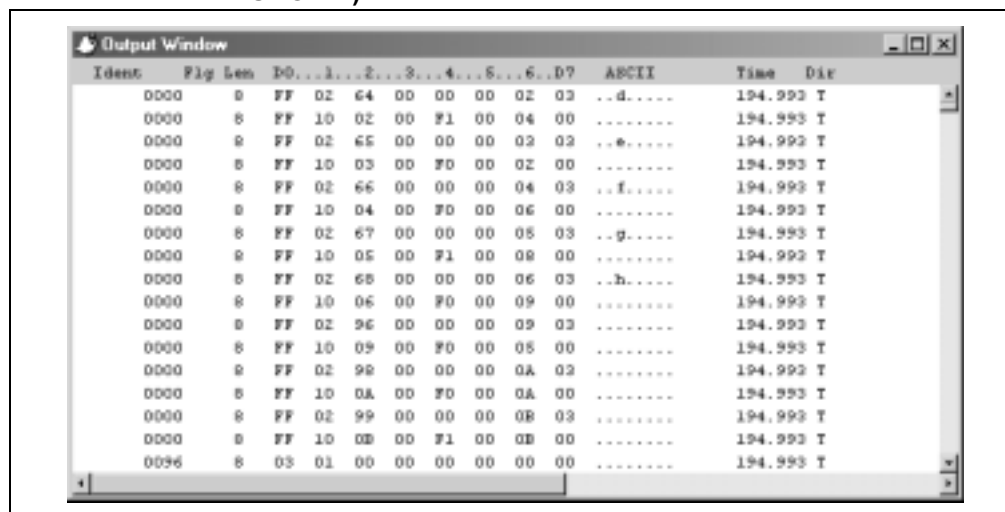 Output Window
Ident Flg Len D0...1...2...3...4...5...6..D7 ASCII Time Dir
0000 8 FF 02 64 00 00 00 02 03 ..d..... 194.993 T
0000 8 FF 10 02 00 F1 00 04 00 ........ 194.993 T
0000 8 FF 02 65 00 00 00 03 03 ..e..... 194.993 T
0000 8 FF 10 03 00 F0 00 02 00 ........ 194.993 T
0000 8 FF 02 66 00 00 00 04 03 ..f..... 194.993 T
0000 8 FF 10 04 00 F0 00 06 00 ........ 194.993 T
0000 8 FF 02 67 00 00 00 05 03 ..g..... 194.993 T
0000 8 FF 10 05 00 F1 00 08 00 ........ 194.993 T
0000 8 FF 02 68 00 00 00 06 03 ..h..... 194.993 T
0000 8 FF 10 06 00 F0 00 09 00 ........ 194.993 T
0000 8 FF 02 96 00 00 00 09 03 ........ 194.993 T
0000 8 FF 10 09 00 F0 00 05 00 ........ 194.993 T
0000 8 FF 02 98 00 00 00 0A 03 ........ 194.993 T
0000 8 FF 10 0A 00 F0 00 0A 00 ........ 194.993 T
0000 8 FF 02 99 00 00 00 0B 03 ........ 194.993 T
0000 8 FF 10 0B 00 F1 00 0B 00 ........ 194.993 T
0096 8 03 01 00 00 00 00 00 00 ........ 194.993 T